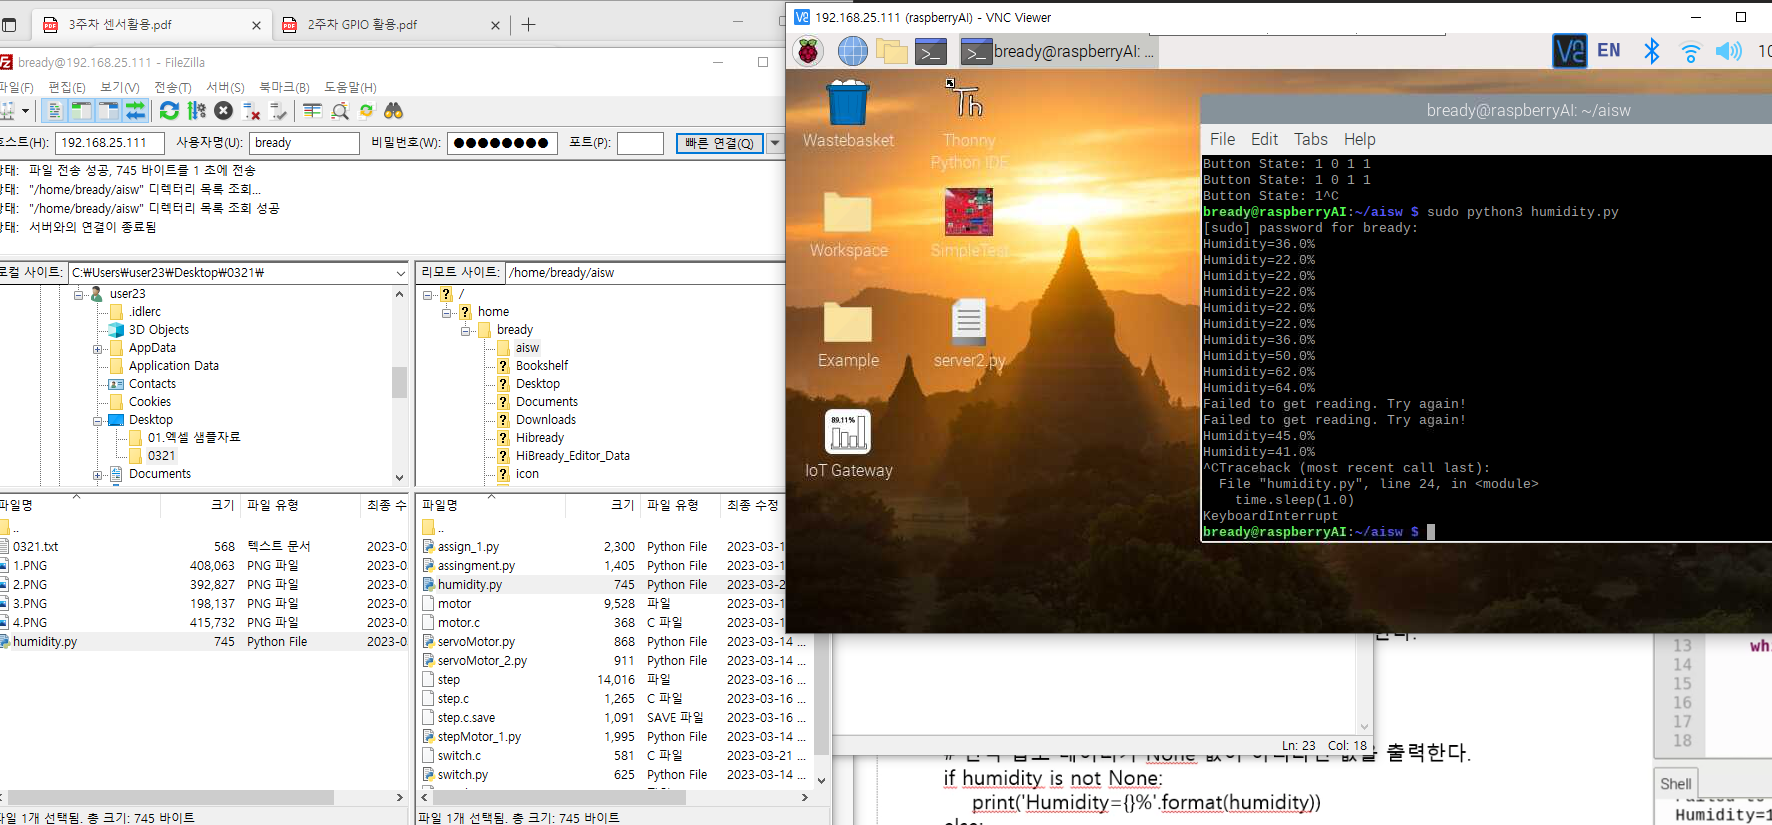 3주차 센서활용.pdf
2주차 GPIO 활용.pdf
bready@192.168.25.111 - FileZilla
파일(F) 편집(E) 보기(V) 전송(T) 서버(S) 북마크(B) 도움말(H)
호스트(H): 192.168.25.111 사용자명(U): bready 비밀번호(W): ●●●●●●●● 포트(P): 빠른 연결(Q)
상태: 파일 전송 성공, 745 바이트를 1 초에 전송
상태: "/home/bready/aisw" 디렉터리 목록 조회...
상태: "/home/bready/aisw" 디렉터리 목록 조회 성공
상태: 서버와의 연결이 종료됨
로컬 사이트: C:₩Users₩user23₩Desktop₩0321₩
user23
.idlerc
3D Objects
AppData
Application Data
Contacts
Cookies
Desktop
01.엑셀 샘플자료
0321
Documents
리모트 사이트: /home/bready/aisw
/
home
bready
aisw
Bookshelf
Desktop
Documents
Downloads
Hibready
HiBready_Editor_Data
icon
파일명 크기 파일 유형 최종 수
..
0321.txt 568 텍스트 문서 2023-0
1.PNG 408,063 PNG 파일 2023-0
2.PNG 392,827 PNG 파일 2023-0
3.PNG 198,137 PNG 파일 2023-0
4.PNG 415,732 PNG 파일 2023-0
humidity.py 745 Python File 2023-0
파일 1개 선택됨. 총 크기: 745 바이트
파일명 크기 파일 유형 최종 수정
..
assign_1.py 2,300 Python File 2023-03-1
assingment.py 1,405 Python File 2023-03-1
humidity.py 745 Python File 2023-03-2
motor 9,528 파일 2023-03-1
motor.c 368 C 파일 2023-03-1
servoMotor.py 868 Python File 2023-03-14 ...
servoMotor_2.py 911 Python File 2023-03-14 ...
step 14,016 파일 2023-03-16 ...
step.c 1,265 C 파일 2023-03-16 ...
step.c.save 1,091 SAVE 파일 2023-03-16 ...
stepMotor_1.py 1,995 Python File 2023-03-14 ...
switch.c 581 C 파일 2023-03-21 ...
switch.py 625 Python File 2023-03-14 ...
파일 1개 선택됨. 총 크기: 745 바이트
192.168.25.111 (raspberryAI) - VNC Viewer
bready@raspberryAI: ...
EN
10
Wastebasket
Thonny
Python IDE
Workspace
SimpleTest
Example
server2.py
89.11%
IoT Gateway
bready@raspberryAI: ~/aisw
File Edit Tabs Help
Button State: 1 0 1 1
Button State: 1 0 1 1
Button State: 1^C
bready@raspberryAI:~/aisw $ sudo python3 humidity.py
[sudo] password for bready:
Humidity=36.0%
Humidity=22.0%
Humidity=22.0%
Humidity=22.0%
Humidity=22.0%
Humidity=22.0%
Humidity=36.0%
Humidity=50.0%
Humidity=62.0%
Humidity=64.0%
Failed to get reading. Try again!
Failed to get reading. Try again!
Humidity=45.0%
Humidity=41.0%
^CTraceback (most recent call last):
File "humidity.py", line 24, in <module>
time.sleep(1.0)
KeyboardInterrupt
bready@raspberryAI:~/aisw $
Ln: 23 Col: 18
출력한다.
if humidity is not None:
print('Humidity={}%'.format(humidity))
else:
13 whi
14
15
16
17
18
Shell
Humidity=1